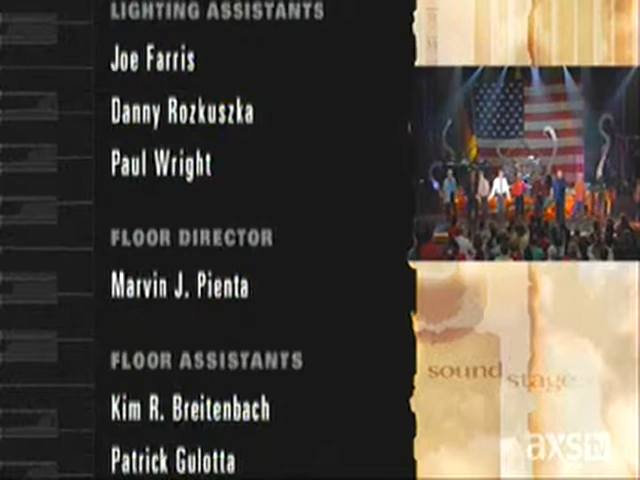 LIGHTING ASSISTANTS
Joe Farris
Danny Rozkuszka
Paul Wright
FLOOR DIRECTOR
Marvin J. Pienta
FLOOR ASSISTANTS
Kim R. Breitenbach
Patrick Gulotta
sound stage
axs tv